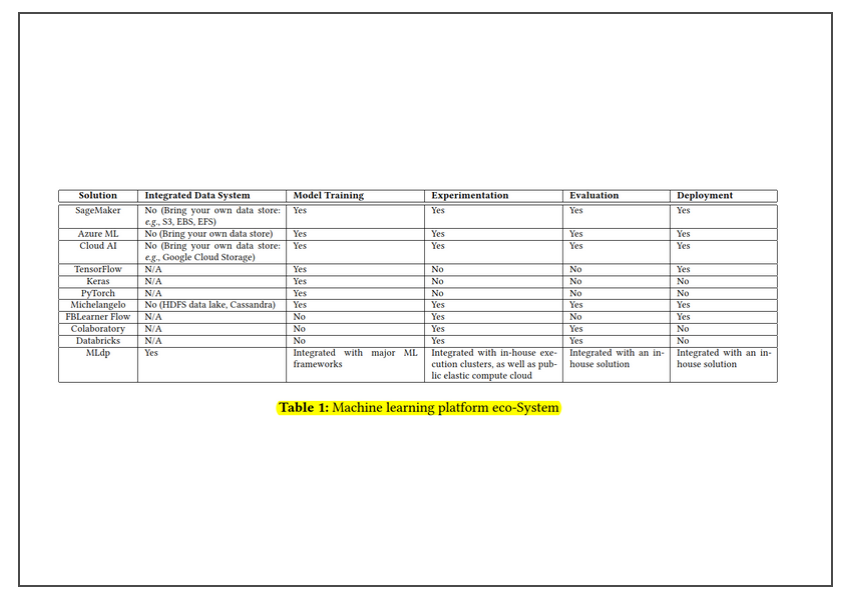 Solution Integrated Data System Model Training Experimentation Evaluation Deployment
SageMaker No (Bring your own data store: Yes Yes Yes Yes
e.g., S3, EBS, EFS)
Azure ML No (Bring your own data store) Yes Yes Yes Yes
Cloud AI No (Bring your own data store: Yes Yes Yes Yes
e.g., Google Cloud Storage)
TensorFlow N/A Yes No No Yes
Keras N/A Yes No No No
PyTorch N/A Yes No No No
Michelangelo No (HDFS data lake, Cassandra) Yes Yes Yes Yes
FBLearner Flow N/A No Yes No Yes
Colaboratory N/A No Yes Yes No
Databricks N/A No Yes Yes No
MLdp Yes Integrated with major ML Integrated with in-house exe- Integrated with an in- Integrated with an in-
frameworks cution clusters, as well as pub- house solution house solution
lic elastic compute cloud
Table 1: Machine learning platform eco-System